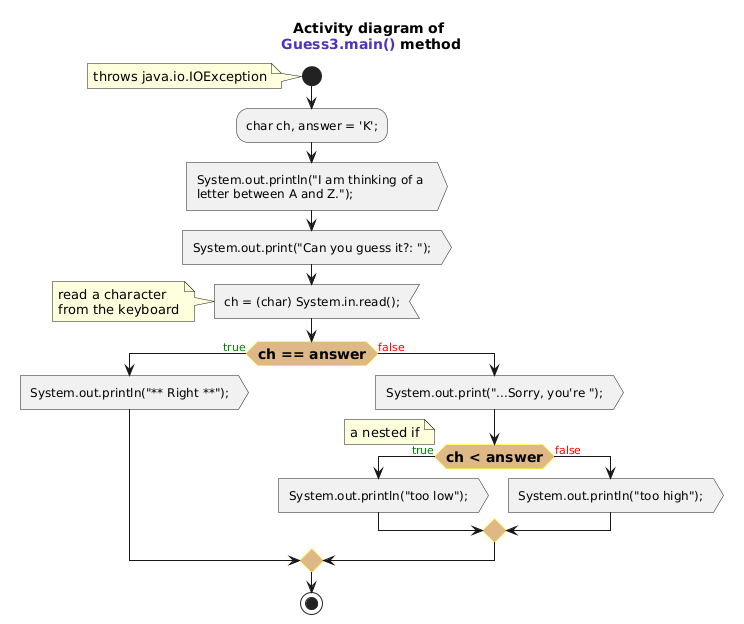 Activity diagram of
Guess3.main() method
throws java.io.IOException
char ch, answer = 'K';
System.out.println("I am thinking of a
letter between A and Z.");
System.out.print("Can you guess it?: ");
read a character
from the keyboard
ch = (char) System.in.read();
true
ch == answer
false
System.out.println("** Right **");
System.out.print("...Sorry, you're ");
a nested if
true
ch < answer
false
System.out.println("too low");
System.out.println("too high");